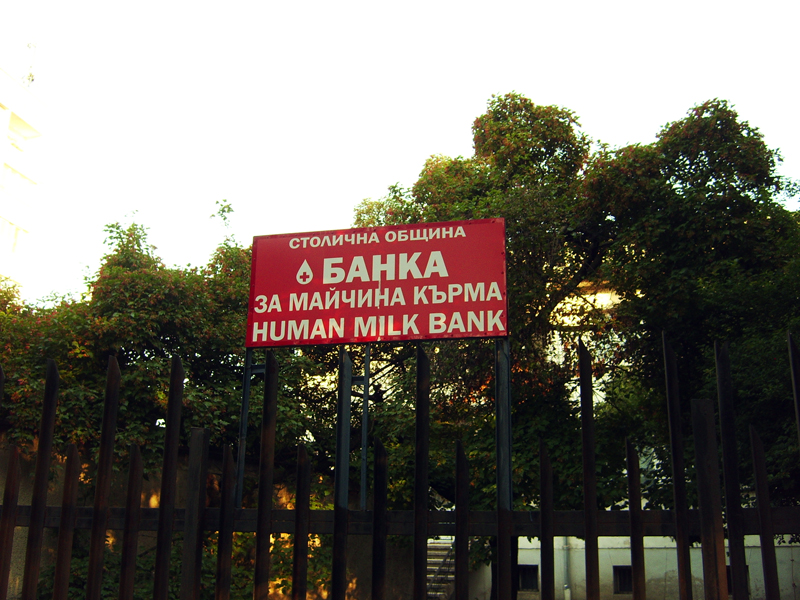 СТОЛИЧНА ОБЩИНА
БАНКА
ЗА МАЙЧИНА КЪРМА
HUMAN MILK BANK